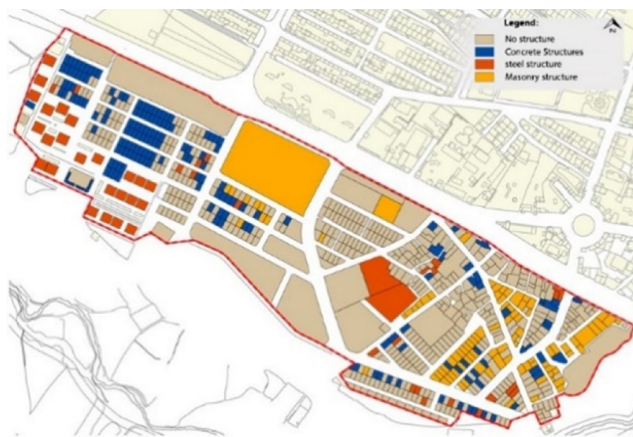 Legend:
No structure
Concrete Structures
steel structure
Masonry structure
N